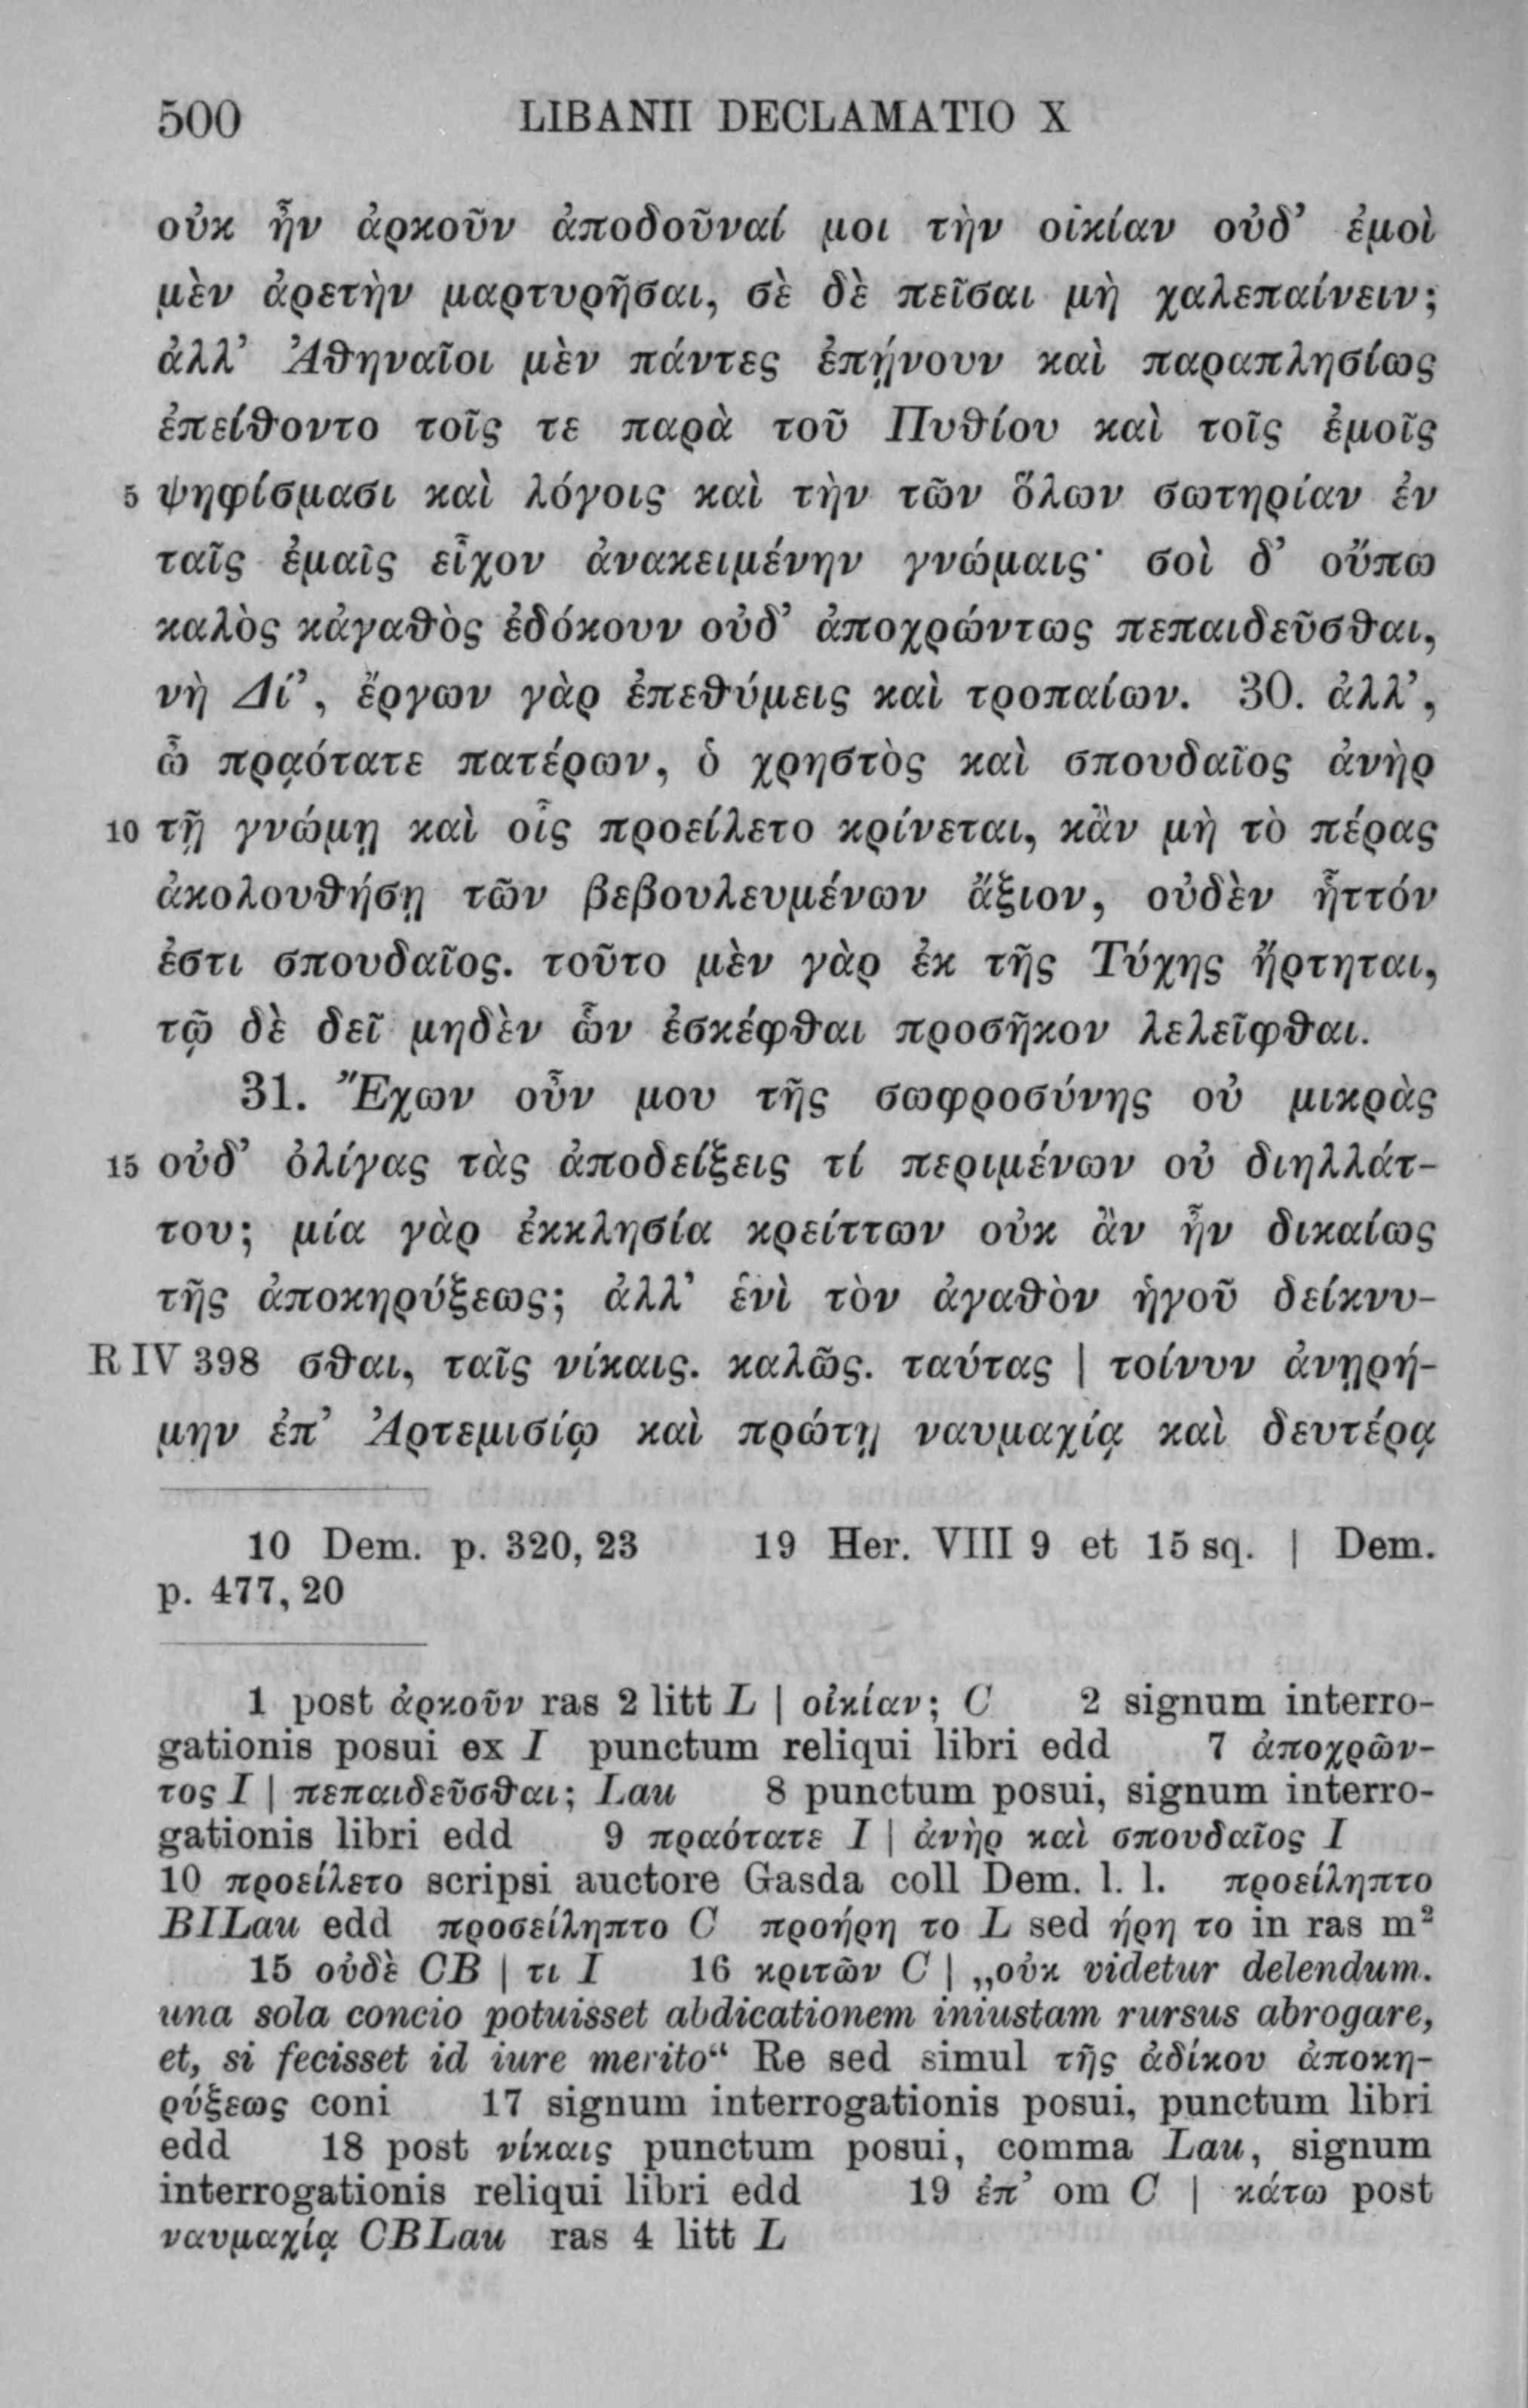 500 LIBANII DECLAMATIO X
οὐκ ἦν ἀρκοῦν ἀποδοῦναί μοι τὴν οἰκίαν οὐδ’ ἐμοὶ
μὲν ἀρετὴν μαρτυρῆσαι, σὲ δὲ πεῖσαι μὴ χαλεπαίνειν;
ἀλλ’ Ἀθηναῖοι μὲν πάντες ἐπῄνουν καὶ παραπλησίως
ἐπείθοντο τοῖς τε παρὰ τοῦ Πυθίου καὶ τοῖς ἐμοῖς
5 ψηφίσμασι καὶ λόγοις καὶ τὴν τῶν ὅλων σωτηρίαν ἐν
ταῖς ἐμαῖς εἶχον ἀνακειμένην γνώμαις· σοὶ δ’ οὔπω
καλὸς κἀγαθὸς ἐδόκουν οὐδ’ ἀποχρώντως πεπαιδεῦσθαι,
νὴ Δί’, ἔργων γὰρ ἐπεθύμεις καὶ τροπαίων. 30. ἀλλ’,
ὦ πρᾳότατε πατέρων, ὁ χρηστὸς καὶ σπουδαῖος ἀνὴρ
10 τῇ γνώμῃ καὶ οἷς προείλετο κρίνεται, κἂν μὴ τὸ πέρας
ἀκολουθήσῃ τῶν βεβουλευμένων ἄξιον, οὐδὲν ἧττόν
ἐστι σπουδαῖος. τοῦτο μὲν γὰρ ἐκ τῆς Τύχης ἤρτηται,
τῷ δὲ δεῖ μηδὲν ὧν ἐσκέφθαι προσῆκον λελεῖφθαι.
31. Ἔχων οὖν μου τῆς σωφροσύνης οὐ μικρὰς
15 οὐδ’ ὀλίγας τὰς ἀποδείξεις τί περιμένων οὐ διηλλάτ-
του; μία γὰρ ἐκκλησία κρείττων οὐκ ἂν ἦν δικαίως
τῆς ἀποκηρύξεως; ἀλλ’ ἑνὶ τὸν ἀγαθὸν ἡγοῦ δείκνυ-
R IV 398 σθαι, ταῖς νίκαις. καλῶς. ταύτας | τοίνυν ἀνῃρή-
μην ἐπ’ Ἀρτεμισίῳ καὶ πρώτῃ ναυμαχίᾳ καὶ δευτέρᾳ
10 Dem. p. 320, 23 19 Her. VIII 9 et 15 sq. | Dem.
p. 477, 20
1 post ἀρκοῦν ras 2 litt L | οἰκίαν; C 2 signum interro-
gationis posui ex I punctum reliqui libri edd 7 ἀποχρῶν-
τος I | πεπαιδεῦσθαι; Lau 8 punctum posui, signum interro-
gationis libri edd 9 πραότατε I | ἀνὴρ καὶ σπουδαῖος I
10 προείλετο scripsi auctore Gasda coll Dem. l. l. προείληπτο
BILau edd προσείληπτο C προήρη το L sed ήρη το in ras m²
15 οὐδὲ CB | τι I 16 κριτῶν C | „οὐκ videtur delendum.
una sola concio potuisset abdicationem iniustam rursus abrogare,
et, si fecisset id iure merito“ Re sed simul τῆς ἀδίκου ἀποκη-
ρύξεως coni 17 signum interrogationis posui, punctum libri
edd 18 post νίκαις punctum posui, comma Lau, signum
interrogationis reliqui libri edd 19 ἐπ’ om C | κάτω post
ναυμαχίᾳ CBLau ras 4 litt L